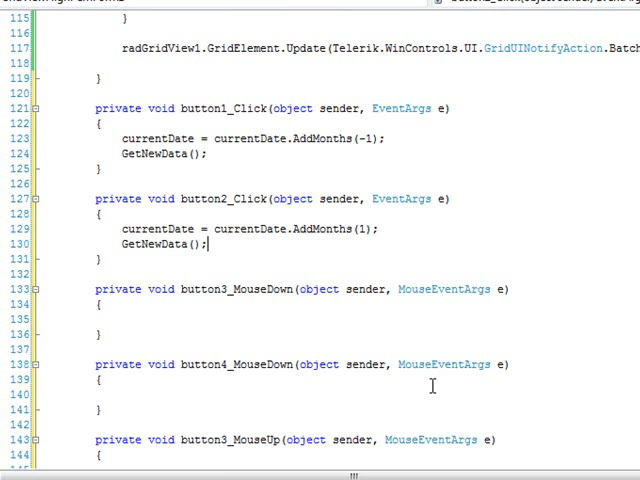 115 }
116
117 radGridView1.GridElement.Update(Telerik.WinControls.UI.GridUINotifyAction.Batch
118
119 }
120
121 private void button1_Click(object sender, EventArgs e)
122 {
123 currentDate = currentDate.AddMonths(-1);
124 GetNewData();
125 }
126
127 private void button2_Click(object sender, EventArgs e)
128 {
129 currentDate = currentDate.AddMonths(1);
130 GetNewData();
131 }
132
133 private void button3_MouseDown(object sender, MouseEventArgs e)
134 {
135
136 }
137
138 private void button4_MouseDown(object sender, MouseEventArgs e)
139 {
140
141 }
142
143 private void button3_MouseUp(object sender, MouseEventArgs e)
144 {